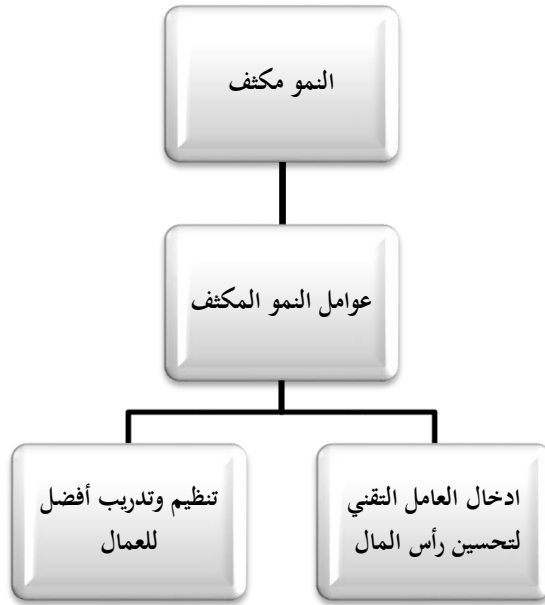 النمو مكثف
عوامل النمو المكثف
ادخال العامل التقني
لتحسين رأس المال
تنظيم وتدريب أفضل
للعمال